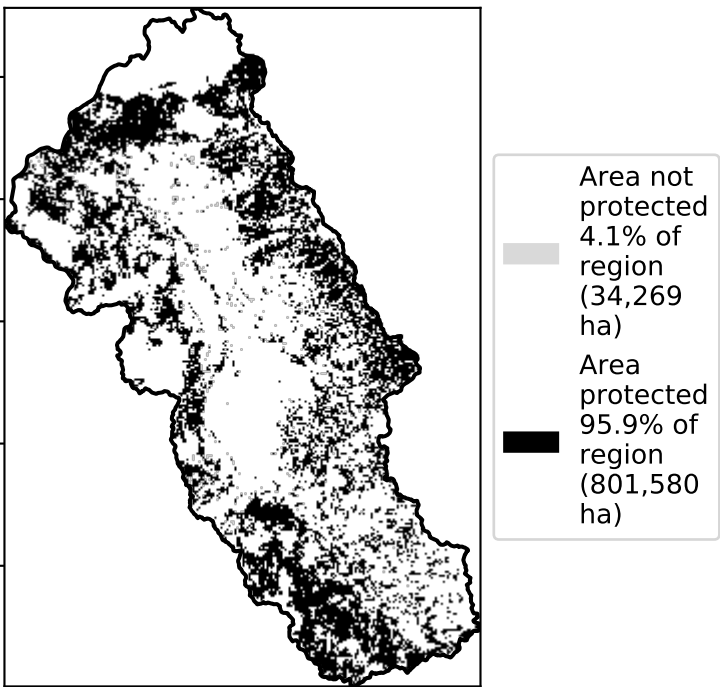 Area not
protected
4.1% of
region
(34,269
ha)
Area
protected
95.9% of
region
(801,580
ha)